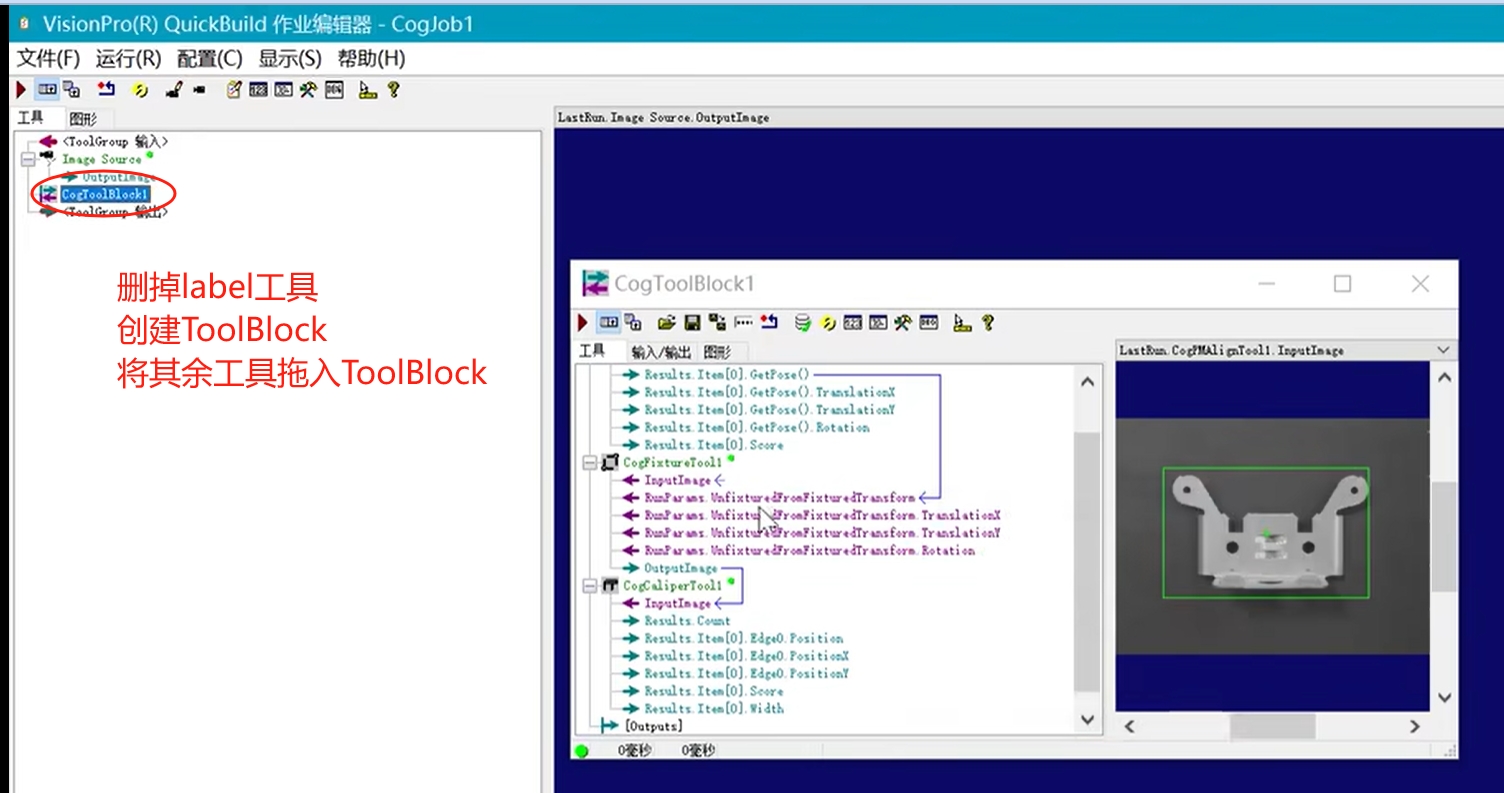 VisionPro(R) QuickBuild 作业编辑器 - CogJob1
文件(F) 运行(R) 配置(C) 显示(S) 帮助(H)
工具 图形
<ToolGroup 输入>
Image Source
OutputImage
CogToolBlock1
<ToolGroup 输出>
删掉label工具
创建ToolBlock
将其余工具拖入ToolBlock
LastRun.Image Source.OutputImage
CogToolBlock1
工具 输入/输出 图形
Results.Item[0].GetPose()
Results.Item[0].GetPose().TranslationX
Results.Item[0].GetPose().TranslationY
Results.Item[0].GetPose().Rotation
Results.Item[0].Score
CogFixtureTool1
InputImage
RunParams.UnfixturedFromFixturedTransform
RunParams.UnfixturedFromFixturedTransform.TranslationX
RunParams.UnfixturedFromFixturedTransform.TranslationY
RunParams.UnfixturedFromFixturedTransform.Rotation
OutputImage
CogCaliperTool1
InputImage
Results.Count
Results.Item[0].Edge0.Position
Results.Item[0].Edge0.PositionX
Results.Item[0].Edge0.PositionY
Results.Item[0].Score
Results.Item[0].Width
[Outputs]
0毫秒 0毫秒
LastRun.CogPMAlignTool1.InputImage